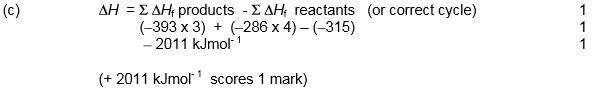 (c) ΔH = Σ ΔHf products - Σ ΔHf reactants (or correct cycle) 1
(–393 x 3) + (–286 x 4) – (–315) 1
– 2011 kJmol⁻¹ 1
(+ 2011 kJmol⁻¹ scores 1 mark)